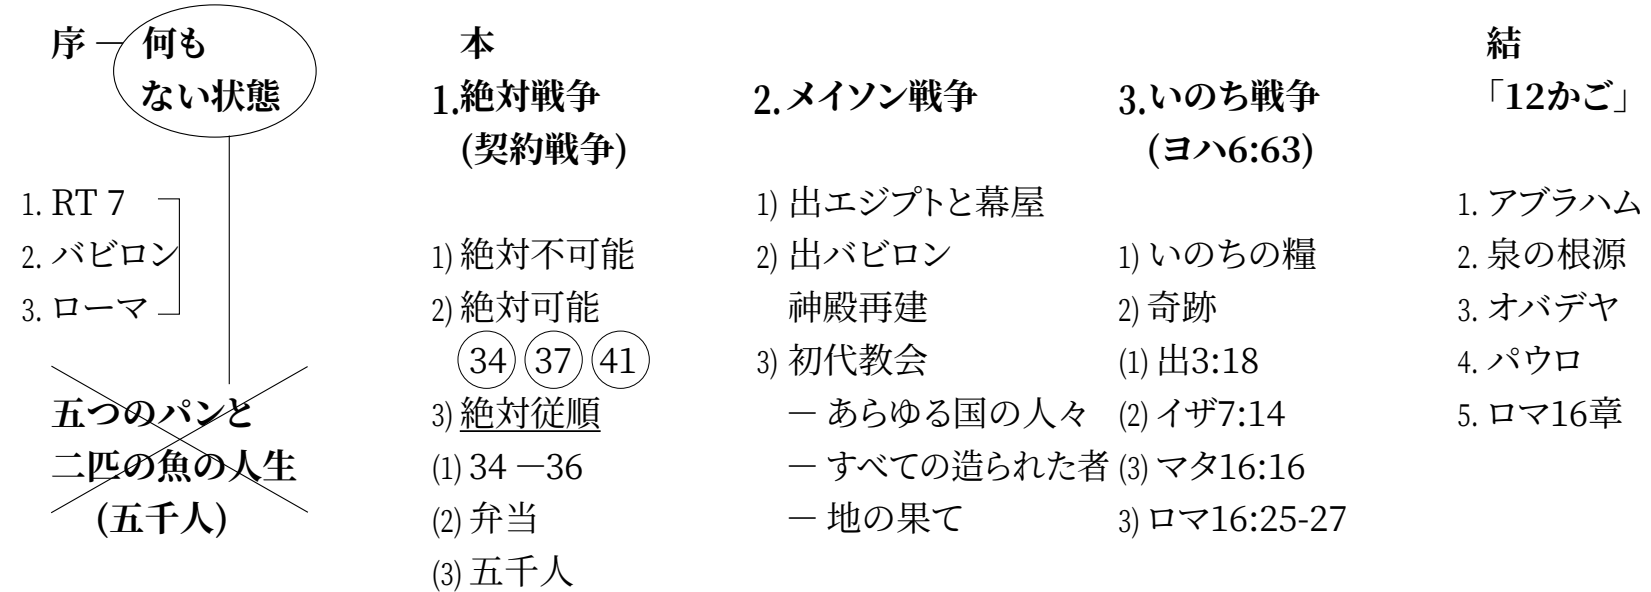 序 ― 何も
ない状態
1. RT 7
2. バビロン
3. ローマ
五つのパンと
二匹の魚の人生
(五千人)
本
1.絶対戦争
(契約戦争)
1) 絶対不可能
2) 絶対可能
34 37 41
3) 絶対従順
(1) 34 ―36
(2) 弁当
(3) 五千人
2.メイソン戦争
1) 出エジプトと幕屋
2) 出バビロン
神殿再建
3) 初代教会
― あらゆる国の人々
― すべての造られた者
― 地の果て
3.いのち戦争
(ヨハ6:63)
1) いのちの糧
2) 奇跡
(1) 出3:18
(2) イザ7:14
(3) マタ16:16
3) ロマ16:25-27
結
「12かご」
1. アブラハム
2. 泉の根源
3. オバデヤ
4. パウロ
5. ロマ16章